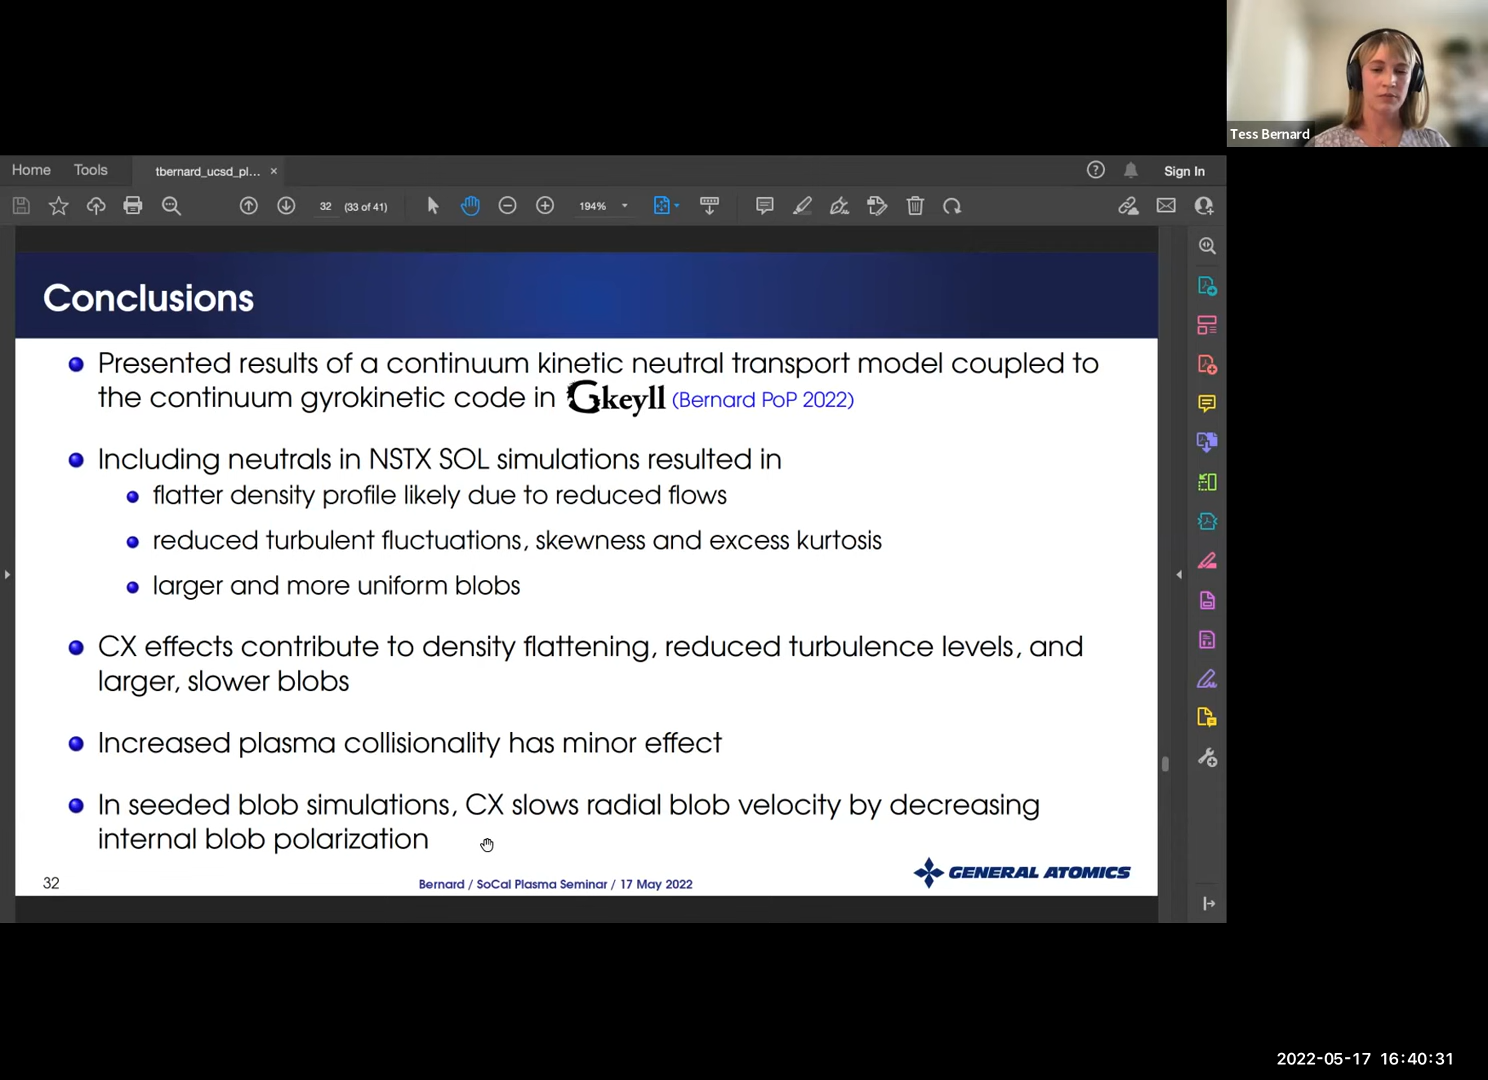 Tess Bernard
Home Tools tbernard_ucsd_pl... ×
? Sign In
32 (33 of 41) 194%
Conclusions
Presented results of a continuum kinetic neutral transport model coupled to
the continuum gyrokinetic code in Gkeyll (Bernard PoP 2022)
Including neutrals in NSTX SOL simulations resulted in
flatter density profile likely due to reduced flows
reduced turbulent fluctuations, skewness and excess kurtosis
larger and more uniform blobs
CX effects contribute to density flattening, reduced turbulence levels, and
larger, slower blobs
Increased plasma collisionality has minor effect
In seeded blob simulations, CX slows radial blob velocity by decreasing
internal blob polarization
32
Bernard / SoCal Plasma Seminar / 17 May 2022
GENERAL ATOMICS
2022-05-17 16:40:31